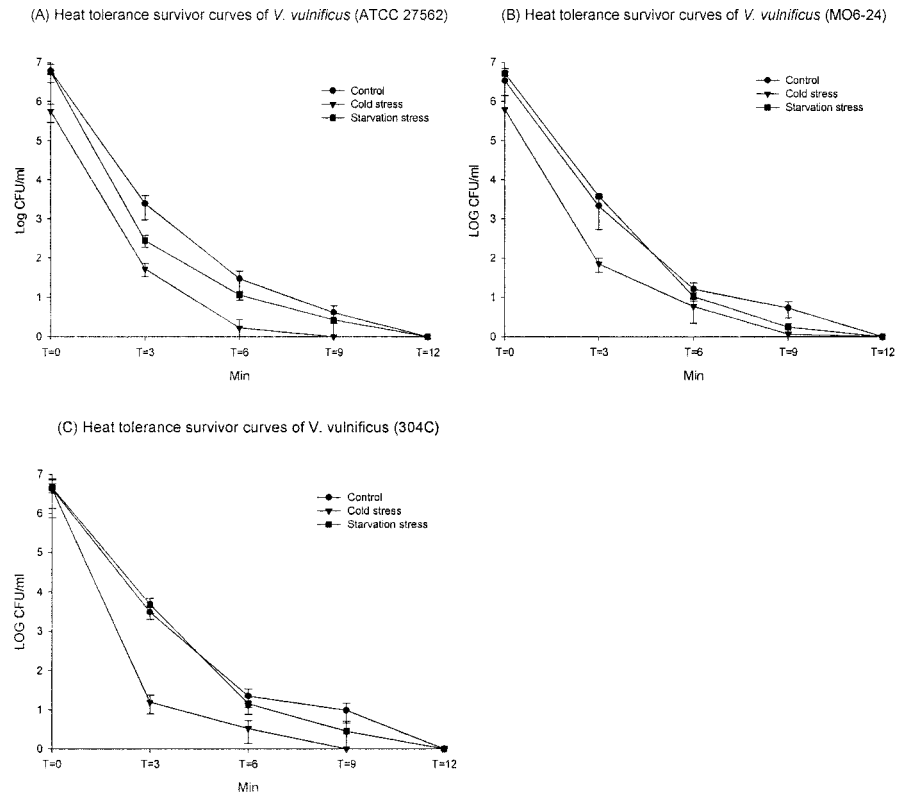 (A) Heat tolerance survivor curves of V. vulnificus (ATCC 27562)
7
6
5
4
3
2
1
0
Log CFU/ml
Control
Cold stress
Starvation stress
T=0 T=3 T=6 T=9 T=12
Min
(B) Heat tolerance survivor curves of V. vulnificus (MO6-24)
7
6
5
4
3
2
1
0
LOG CFU/ml
Control
Cold stress
Starvation stress
T=0 T=3 T=6 T=9 T=12
Min
(C) Heat tolerance survivor curves of V. vulnificus (304C)
7
6
5
4
3
2
1
0
LOG CFU/ml
Control
Cold stress
Starvation stress
T=0 T=3 T=6 T=9 T=12
Min